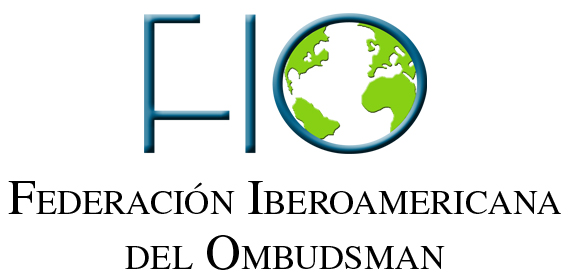 FIO
FEDERACIÓN IBEROAMERICANA
DEL OMBUDSMAN